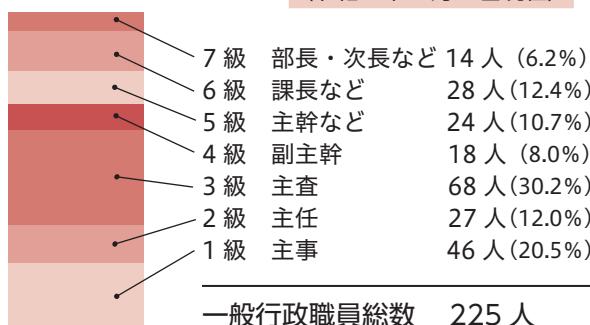 7 級 部長・次長など 14 人 (6.2%)
6 級 課長など 28 人(12.4%)
5 級 主幹など 24 人(10.7%)
4 級 副主幹 18 人 (8.0%)
3 級 主査 68 人(30.2%)
2 級 主任 27 人(12.0%)
1 級 主事 46 人(20.5%)
一般行政職員総数 225 人